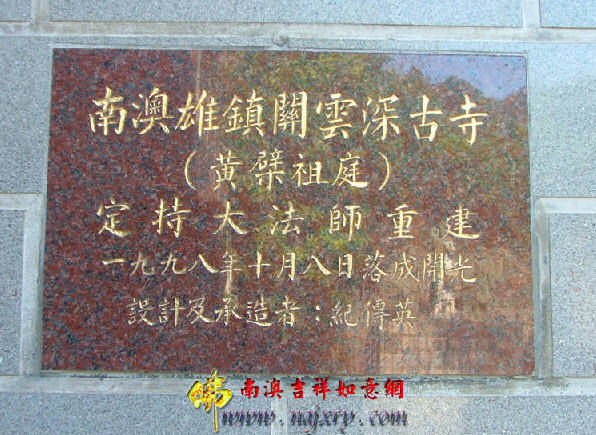 南澳雄鎮關雲深古寺
（黃檗祖庭）
定持大法師重建
一九九八年十月八日落成開光
設計及承造者：紀傳英
佛 南澳吉祥如意網
www.najxry.com